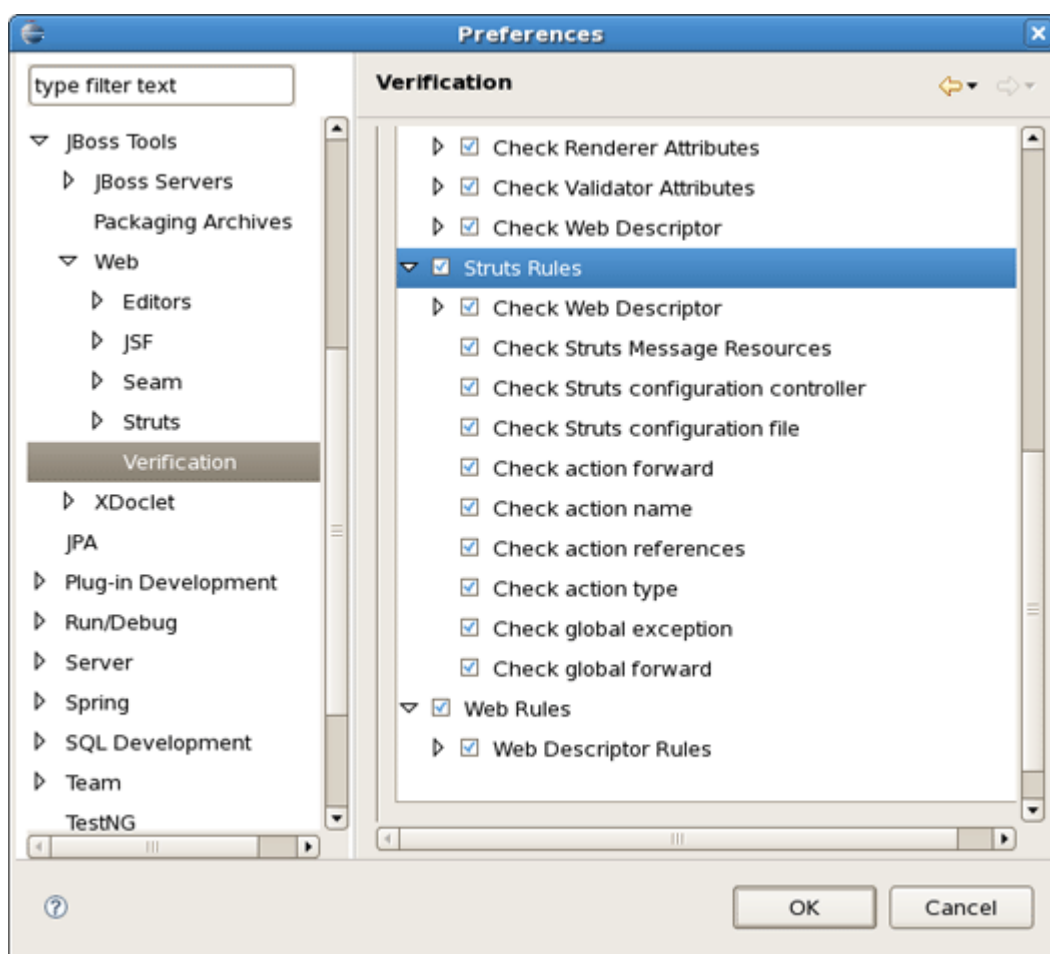 Preferences
type filter text
JBoss Tools
JBoss Servers
Packaging Archives
Web
Editors
JSF
Seam
Struts
Verification
XDoclet
JPA
Plug-in Development
Run/Debug
Server
Spring
SQL Development
Team
TestNG
Verification
Check Renderer Attributes
Check Validator Attributes
Check Web Descriptor
Struts Rules
Check Web Descriptor
Check Struts Message Resources
Check Struts configuration controller
Check Struts configuration file
Check action forward
Check action name
Check action references
Check action type
Check global exception
Check global forward
Web Rules
Web Descriptor Rules
OK
Cancel